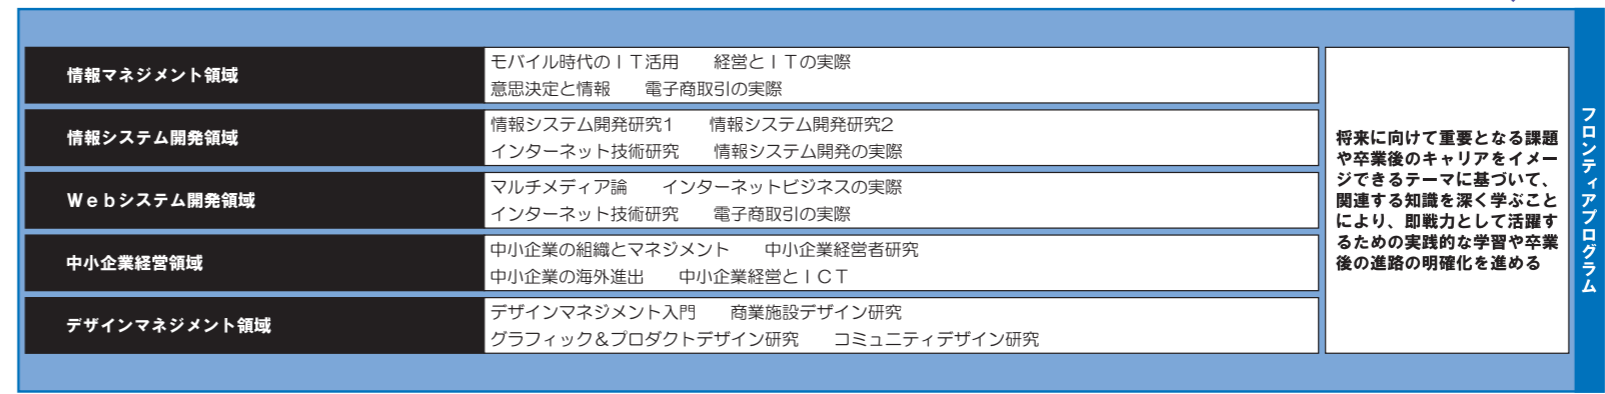 情報マネジメント領域
モバイル時代のIT活用　経営とITの実際
意思決定と情報　電子商取引の実際
情報システム開発領域
情報システム開発研究1　情報システム開発研究2
インターネット技術研究　情報システム開発の実際
Webシステム開発領域
マルチメディア論　インターネットビジネスの実際
インターネット技術研究　電子商取引の実際
中小企業経営領域
中小企業の組織とマネジメント　中小企業経営者研究
中小企業の海外進出　中小企業経営とICT
デザインマネジメント領域
デザインマネジメント入門　商業施設デザイン研究
グラフィック&プロダクトデザイン研究　コミュニティデザイン研究
将来に向けて重要となる課題
や卒業後のキャリアをイメー
ジできるテーマに基づいて、
関連する知識を深く学ぶこと
により、即戦力として活躍す
るための実践的な学習や卒業
後の進路の明確化を進める
フロンティアプログラム